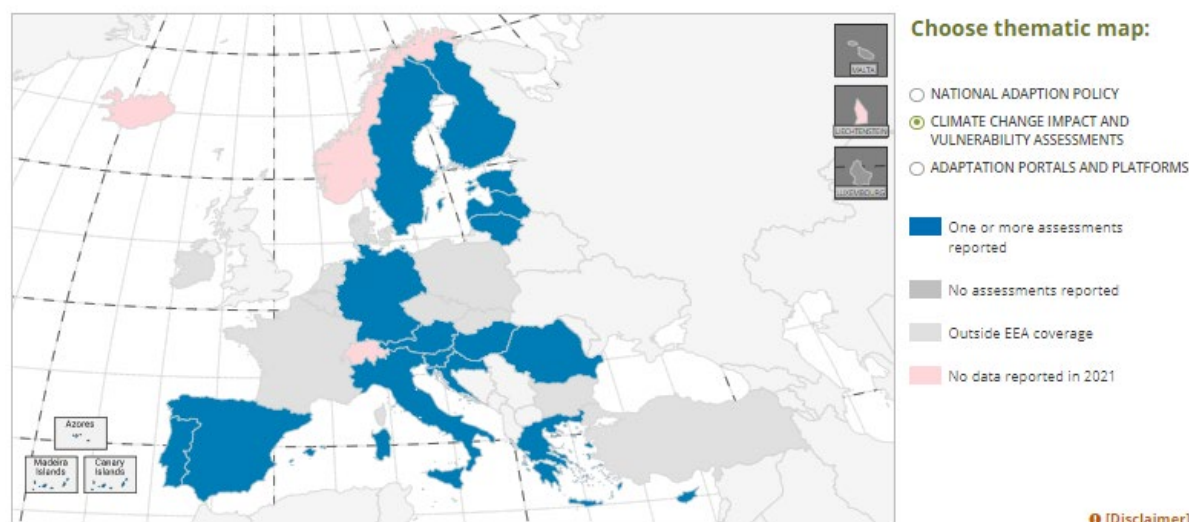 Choose thematic map:
NATIONAL ADAPTION POLICY
CLIMATE CHANGE IMPACT AND
VULNERABILITY ASSESSMENTS
ADAPTATION PORTALS AND PLATFORMS
One or more assessments
reported
No assessments reported
Outside EEA coverage
No data reported in 2021
MALTA
LIECHTENSTEIN
LUXEMBOURG
Azores
Madeira
Islands
Canary
Islands
[Disclaimer]